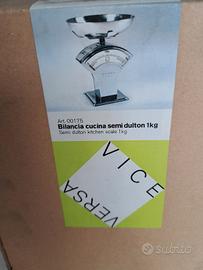 Art. 00175
Bilancia cucina semi dulton 1kg
Semi dulton kitchen scale 1kg
VICE
VERSA
subito